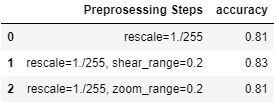 Preprosessing Steps accuracy
0 rescale=1./255 0.81
1 rescale=1./255, shear_range=0.2 0.83
2 rescale=1./255, zoom_range=0.2 0.81